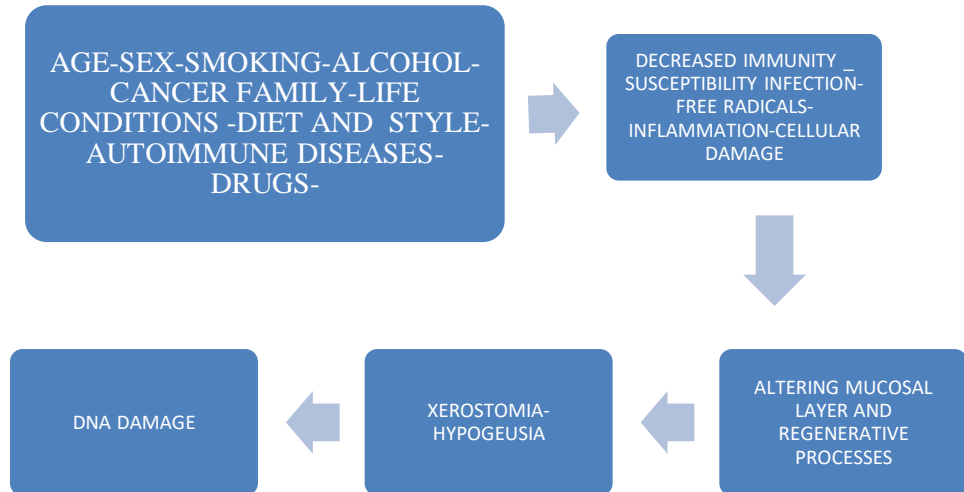 AGE-SEX-SMOKING-ALCOHOL-
CANCER FAMILY-LIFE
CONDITIONS -DIET AND STYLE-
AUTOIMMUNE DISEASES-
DRUGS-
DECREASED IMMUNITY _
SUSCEPTIBILITY INFECTION-
FREE RADICALS-
INFLAMMATION-CELLULAR
DAMAGE
ALTERING MUCOSAL
LAYER AND
REGENERATIVE
PROCESSES
XEROSTOMIA-
HYPOGEUSIA
DNA DAMAGE